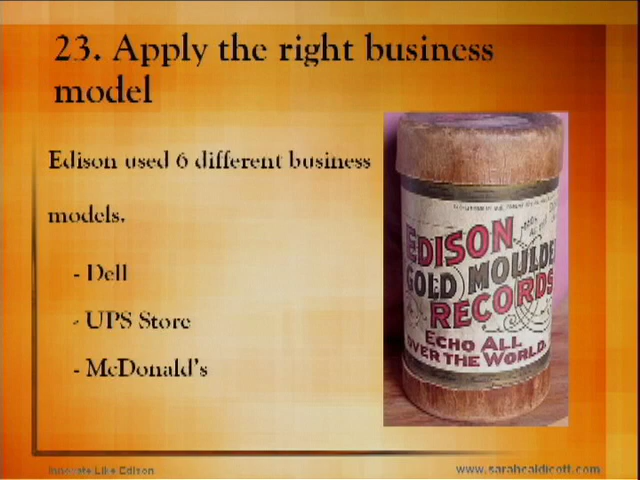 23. Apply the right business
model
Edison used 6 different business
models.
- Dell
- UPS Store
- McDonald's
EDISON
GOLD MOULDED
RECORDS
ECHO ALL
OVER THE WORLD.
Innovate Like Edison
www.sarahcaldicott.com